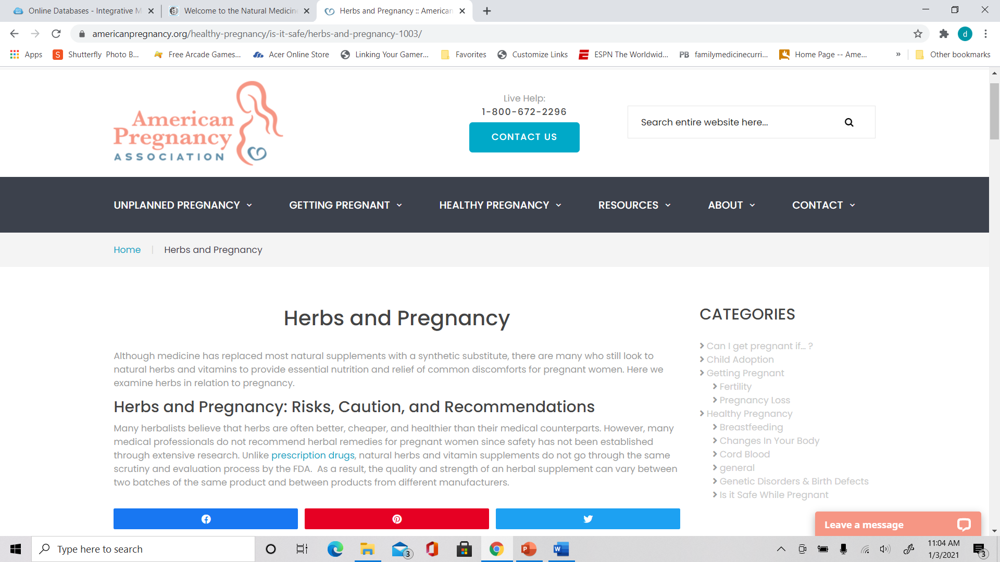 Online Databases - Integrative M
Welcome to the Natural Medicin
Herbs and Pregnancy :: American
americanpregnancy.org/healthy-pregnancy/is-it-safe/herbs-and-pregnancy-1003/
d
Apps
S
Shutterfly Photo B...
Free Arcade Games...
Acer Online Store
Linking Your Gamer...
Favorites
Customize Links
ESPN The Worldwid...
PB
familymedicinecurri...
Home Page -- Ame...
»
Other bookmarks
American
Pregnancy
ASSOCIATION
Live Help:
1-800-672-2296
CONTACT US
Search entire website here...
UNPLANNED PREGNANCY
GETTING PREGNANT
HEALTHY PREGNANCY
RESOURCES
ABOUT
CONTACT
Home | Herbs and Pregnancy
Herbs and Pregnancy
Although medicine has replaced most natural supplements with a synthetic substitute, there are many who still look to
natural herbs and vitamins to provide essential nutrition and relief of common discomforts for pregnant women. Here we
examine herbs in relation to pregnancy.
Herbs and Pregnancy: Risks, Caution, and Recommendations
Many herbalists believe that herbs are often better, cheaper, and healthier than their medical counterparts. However, many
medical professionals do not recommend herbal remedies for pregnant women since safety has not been established
through extensive research. Unlike prescription drugs, natural herbs and vitamin supplements do not go through the same
scrutiny and evaluation process by the FDA.  As a result, the quality and strength of an herbal supplement can vary between
two batches of the same product and between products from different manufacturers.
CATEGORIES
Can I get pregnant if… ?
Child Adoption
Getting Pregnant
Fertility
Pregnancy Loss
Healthy Pregnancy
Breastfeeding
Changes In Your Body
Cord Blood
general
Genetic Disorders & Birth Defects
Is it Safe While Pregnant
Leave a message
Type here to search
3
P
W
11:04 AM
1/3/2021
3